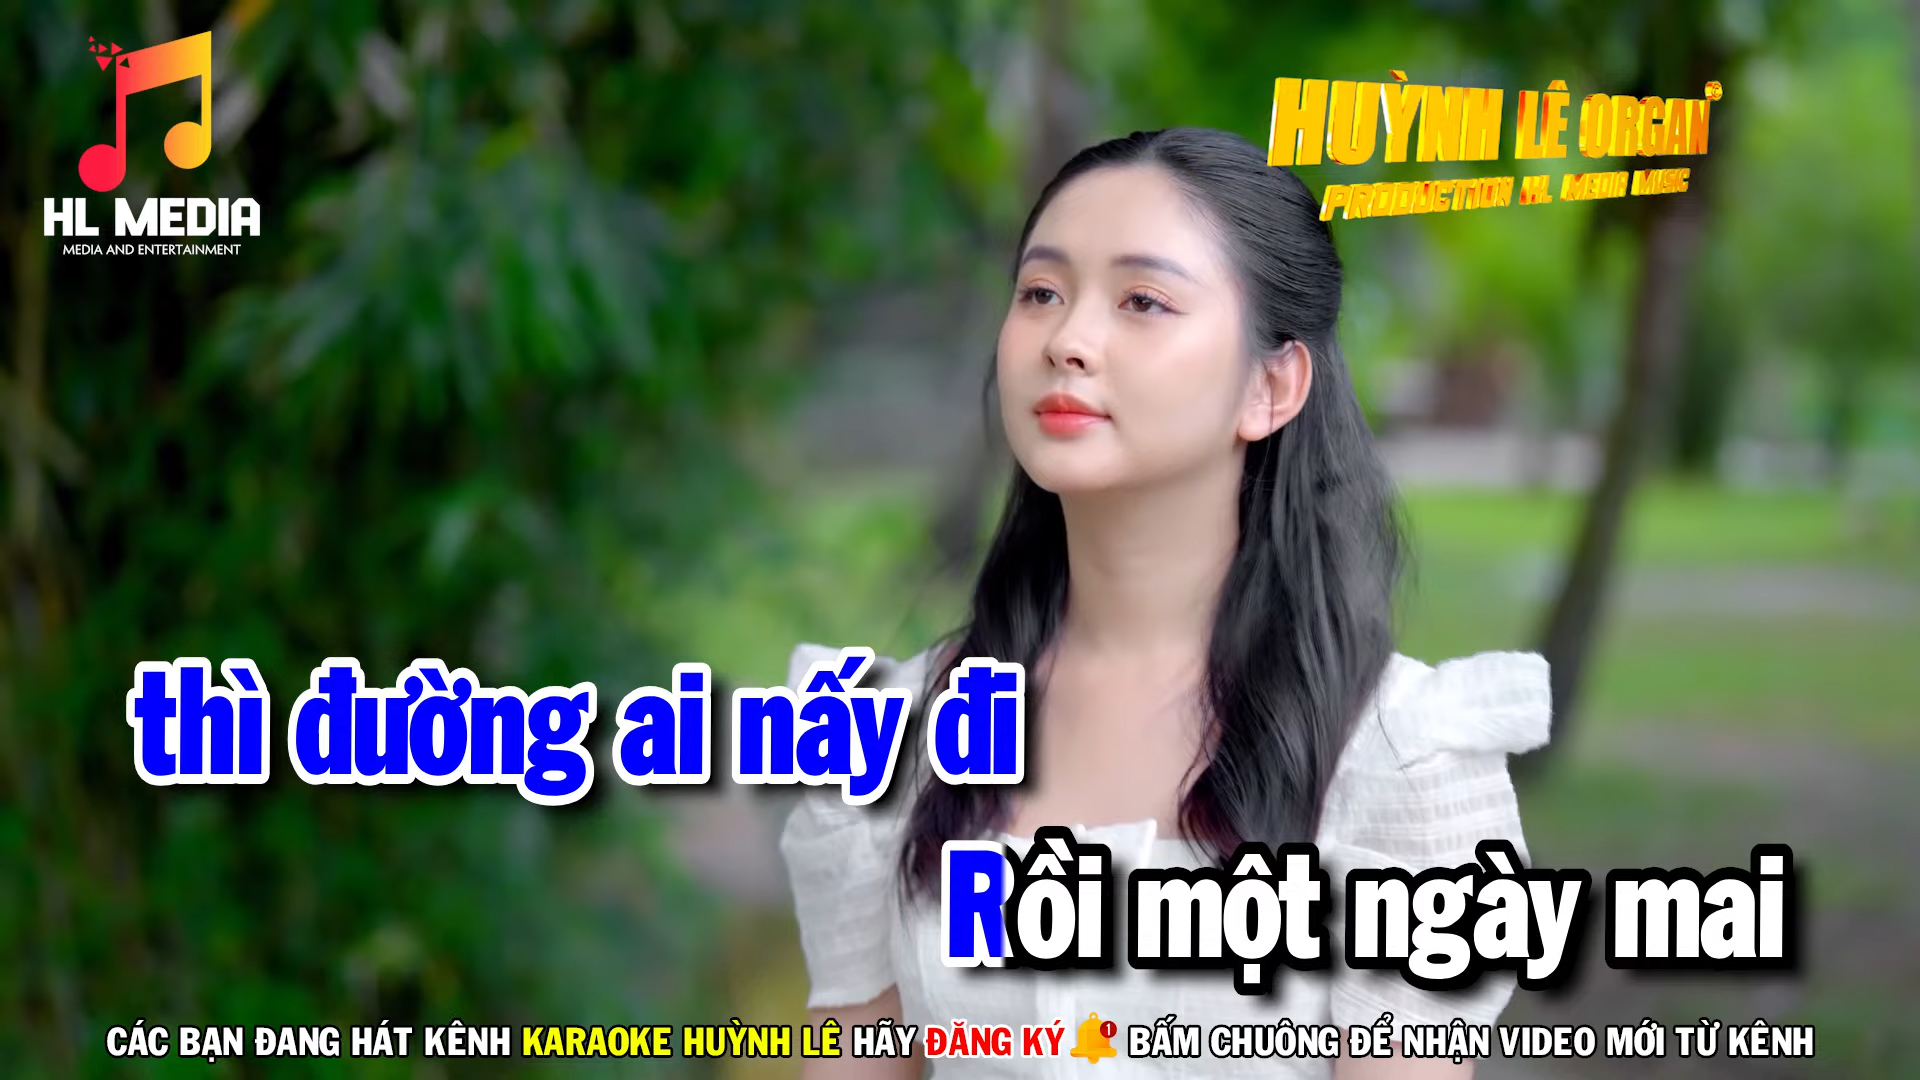 HL MEDIA
MEDIA AND ENTERTAINMENT
HUỲNH LÊ ORGAN
PRODUCTION HL MEDIA MUSIC
thì đường ai nấy đi
Rồi một ngày mai
CÁC BẠN ĐANG HÁT KÊNH KARAOKE HUỲNH LÊ HÃY ĐĂNG KÝ 1 BẤM CHUÔNG ĐỂ NHẬN VIDEO MỚI TỪ KÊNH